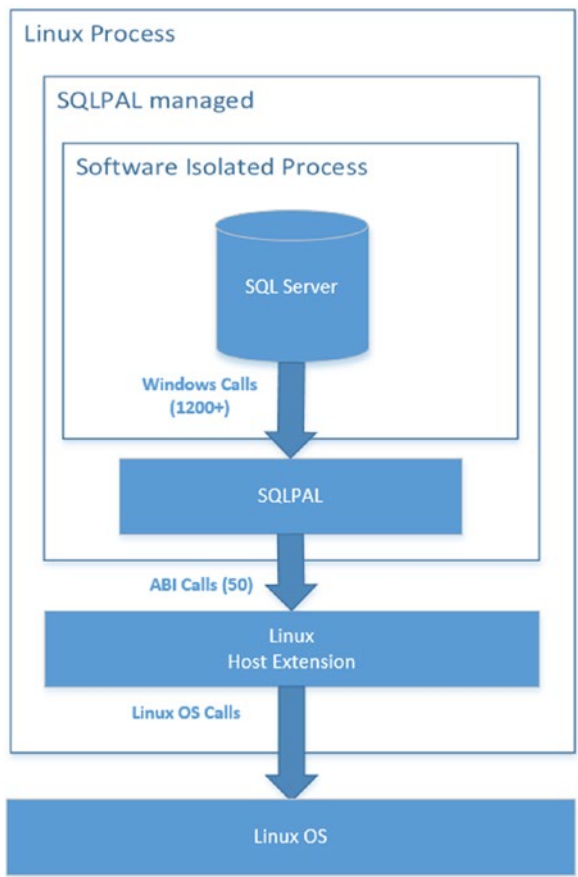 Linux Process
SQLPAL managed
Software Isolated Process
SQL Server
Windows Calls
(1200+)
SQLPAL
ABI Calls (50)
Linux
Host Extension
Linux OS Calls
Linux OS